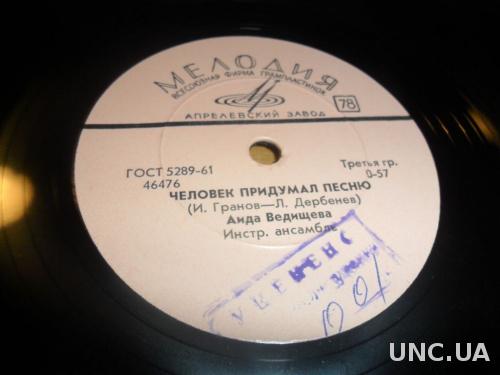 МЕЛОДИЯ
ВСЕСОЮЗНАЯ ФИРМА ГРАМПЛАСТИНОК
78
АПРЕЛЕВСКИЙ ЗАВОД
ГОСТ 5289-61
46476
Третья гр.
0-57
ЧЕЛОВЕК ПРИДУМАЛ ПЕСНЮ
(И. Гранов—Л. Дербенев)
Аида Ведищева
Инстр. ансамбль
УЦЕНЕНО
UNC.UA